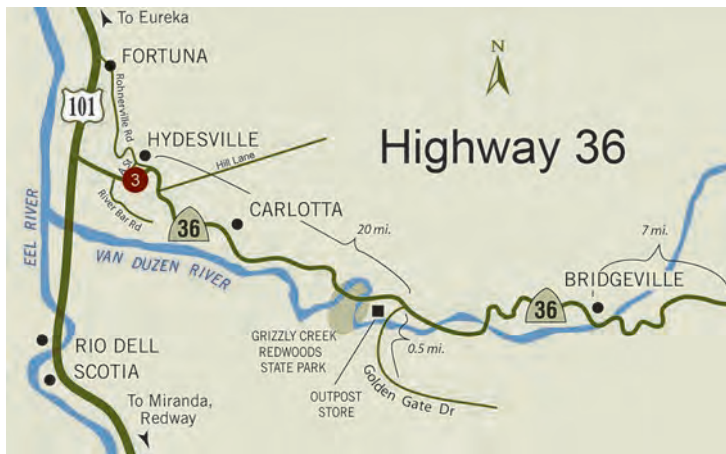 To Eureka
FORTUNA
N
101
Rohnerville Rd
HYDESVILLE
Highway 36
Hill Lane
3
River Bar Rd
36
CARLOTTA
20 mi.
7 mi.
EEL RIVER
VAN DUZEN RIVER
BRIDGEVILLE
36
GRIZZLY CREEK
REDWOODS
STATE PARK
0.5 mi.
OUTPOST
STORE
Golden Gate Dr
RIO DELL
SCOTIA
To Miranda,
Redway